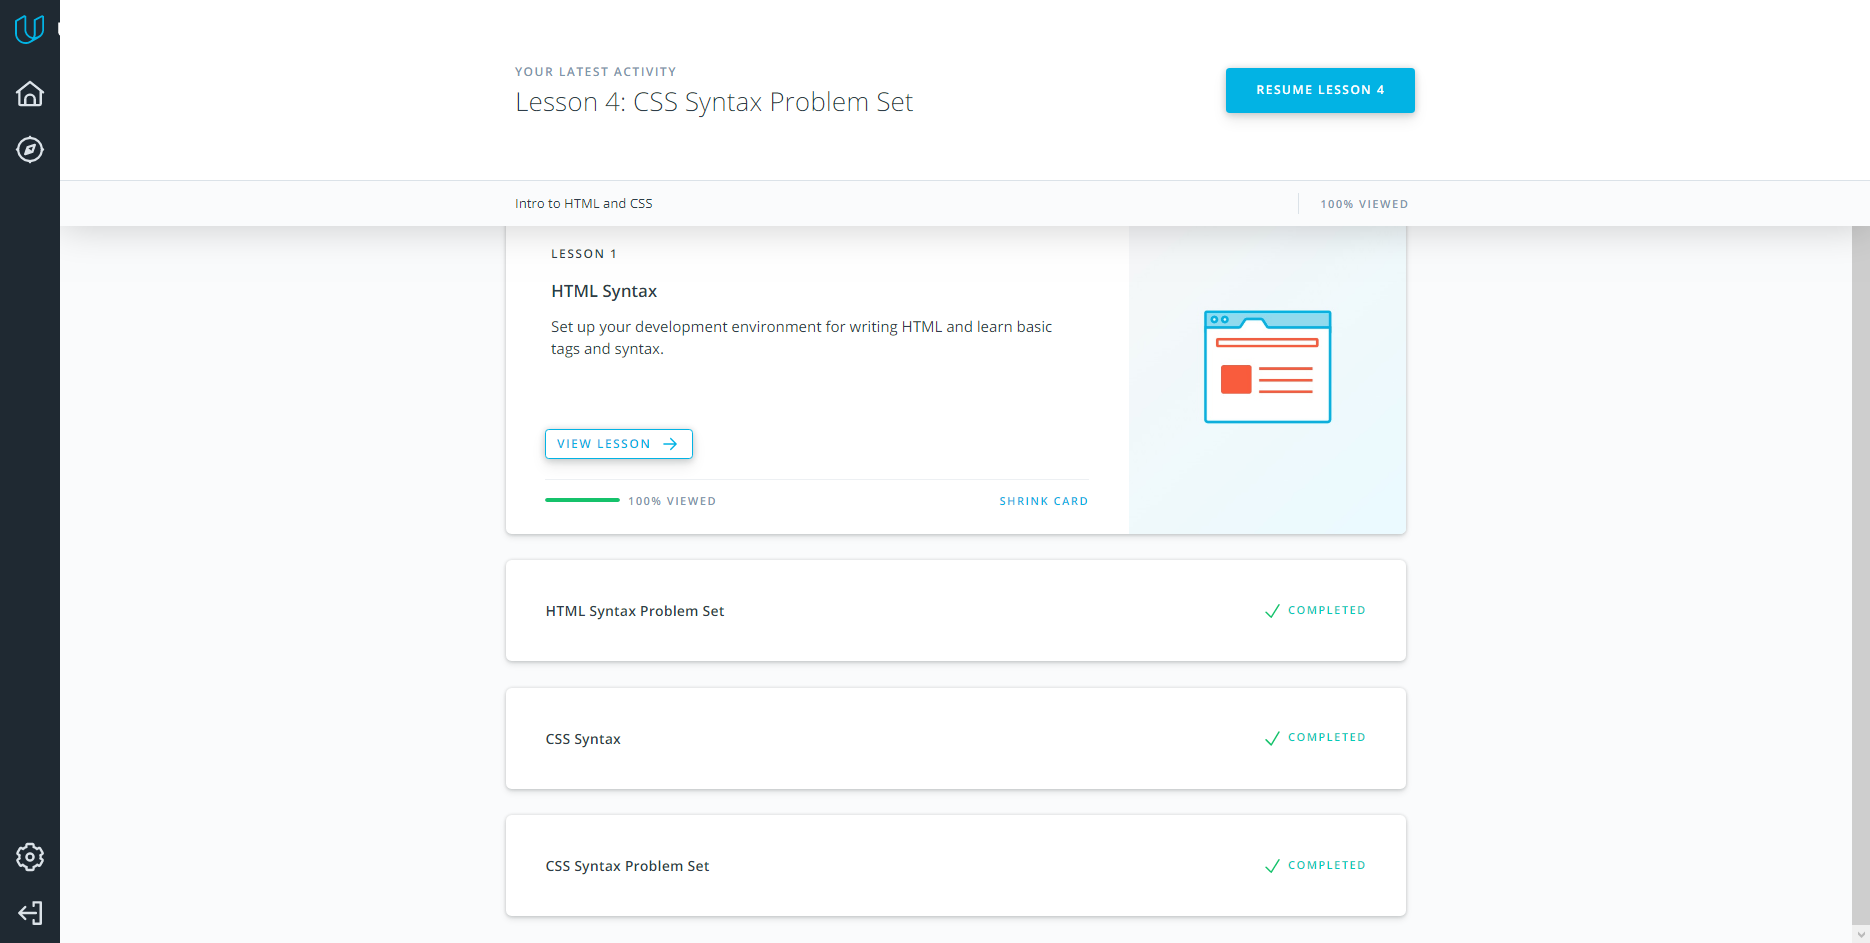 YOUR LATEST ACTIVITY
Lesson 4: CSS Syntax Problem Set
RESUME LESSON 4
Intro to HTML and CSS
100% VIEWED
LESSON 1
HTML Syntax
Set up your development environment for writing HTML and learn basic
tags and syntax.
VIEW LESSON
100% VIEWED
SHRINK CARD
HTML Syntax Problem Set
COMPLETED
CSS Syntax
COMPLETED
CSS Syntax Problem Set
COMPLETED